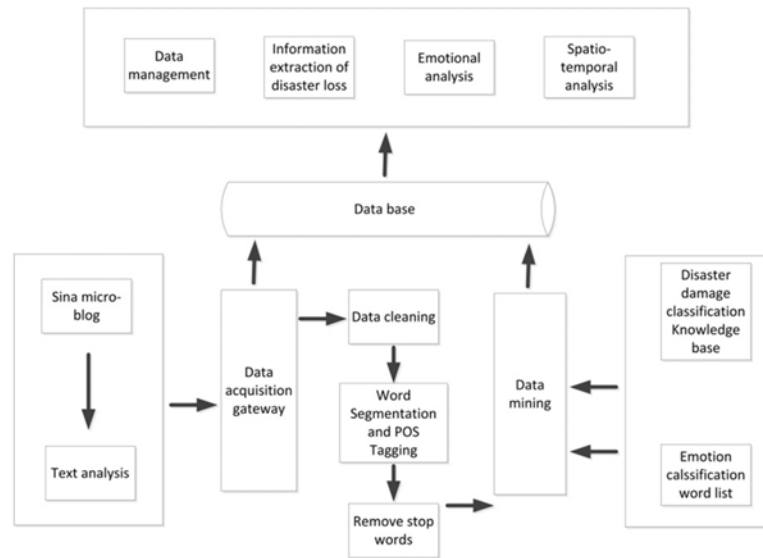 Data
management
Information
extraction of
disaster loss
Emotional
analysis
Spatio-
temporal
analysis
Data base
Sina micro-
blog
Text analysis
Data
acquisition
gateway
Data cleaning
Word
Segmentation
and POS
Tagging
Remove stop
words
Data
mining
Disaster
damage
classification
Knowledge
base
Emotion
calssification
word list